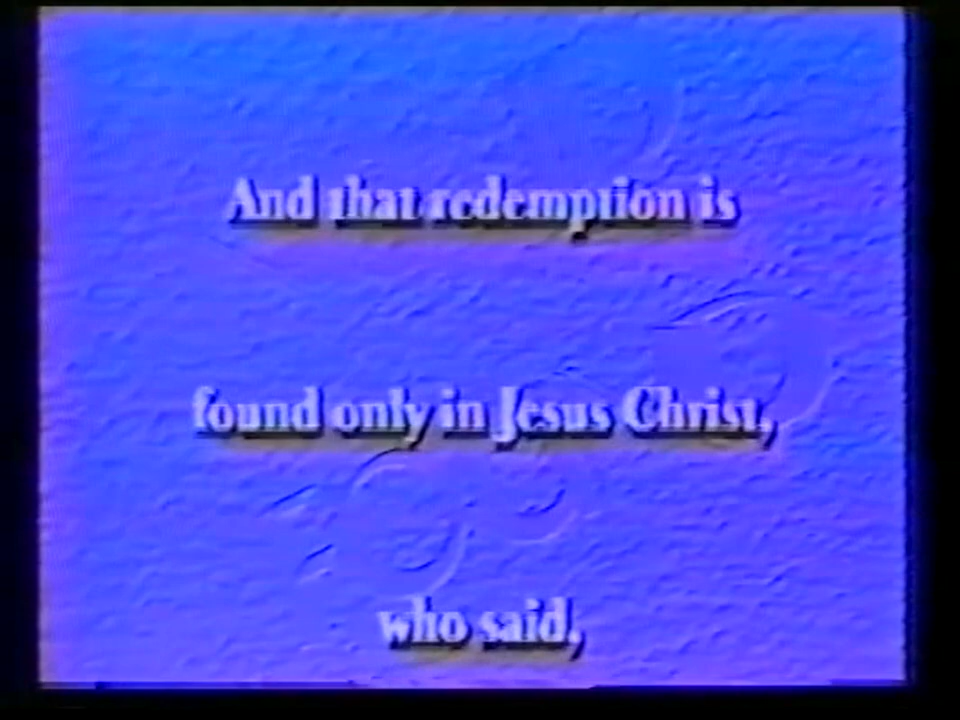 And that redemption is
found only in Jesus Christ,
who said,